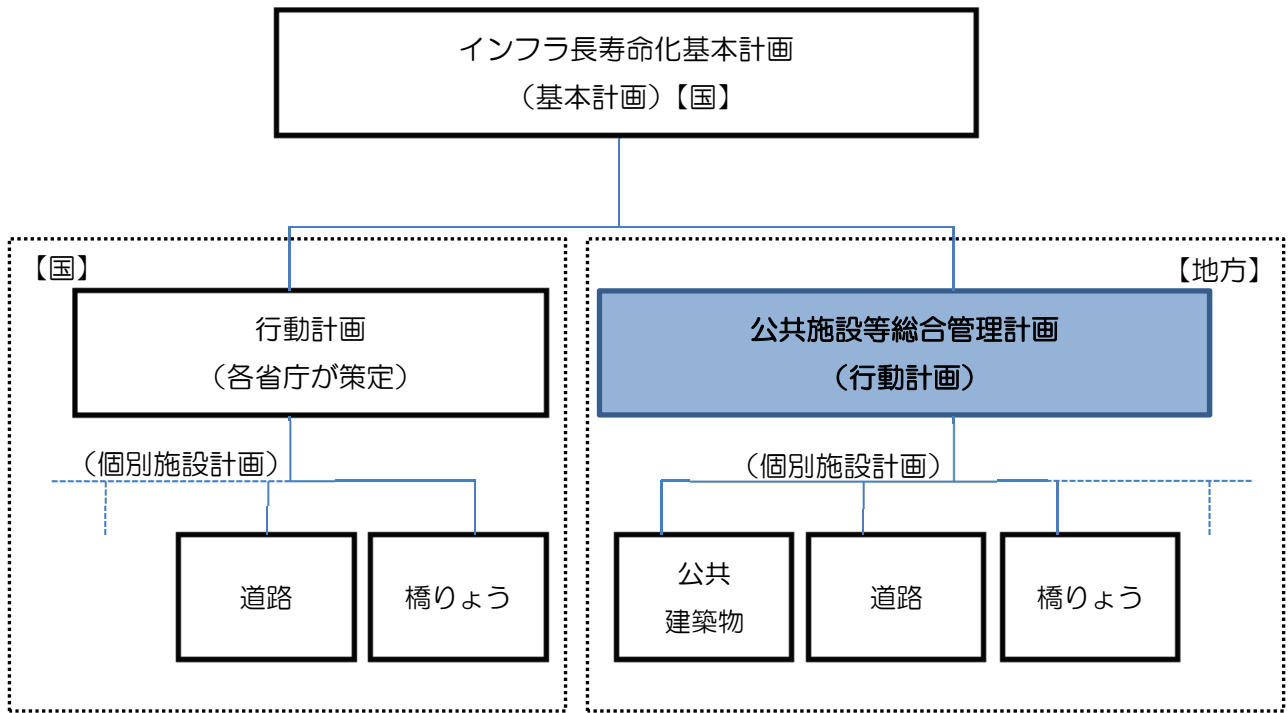 インフラ長寿命化基本計画
（基本計画）【国】
【国】
行動計画
（各省庁が策定）
（個別施設計画）
道路
橋りょう
【地方】
公共施設等総合管理計画
（行動計画）
（個別施設計画）
公共
建築物
道路
橋りょう